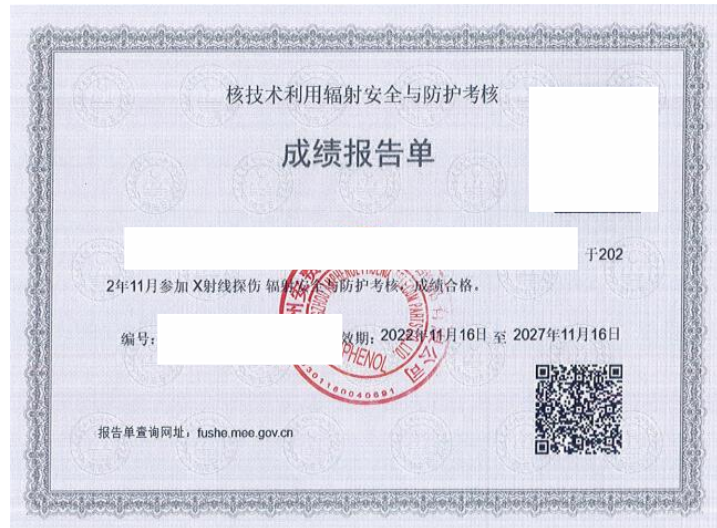 核技术利用辐射安全与防护考核
成绩报告单
于202
2年11月参加 X射线探伤 辐射安全与防护考核，成绩合格。
编号：
效期：2022年11月16日 至 2027年11月16日
报告单查询网址：fushe.mee.gov.cn